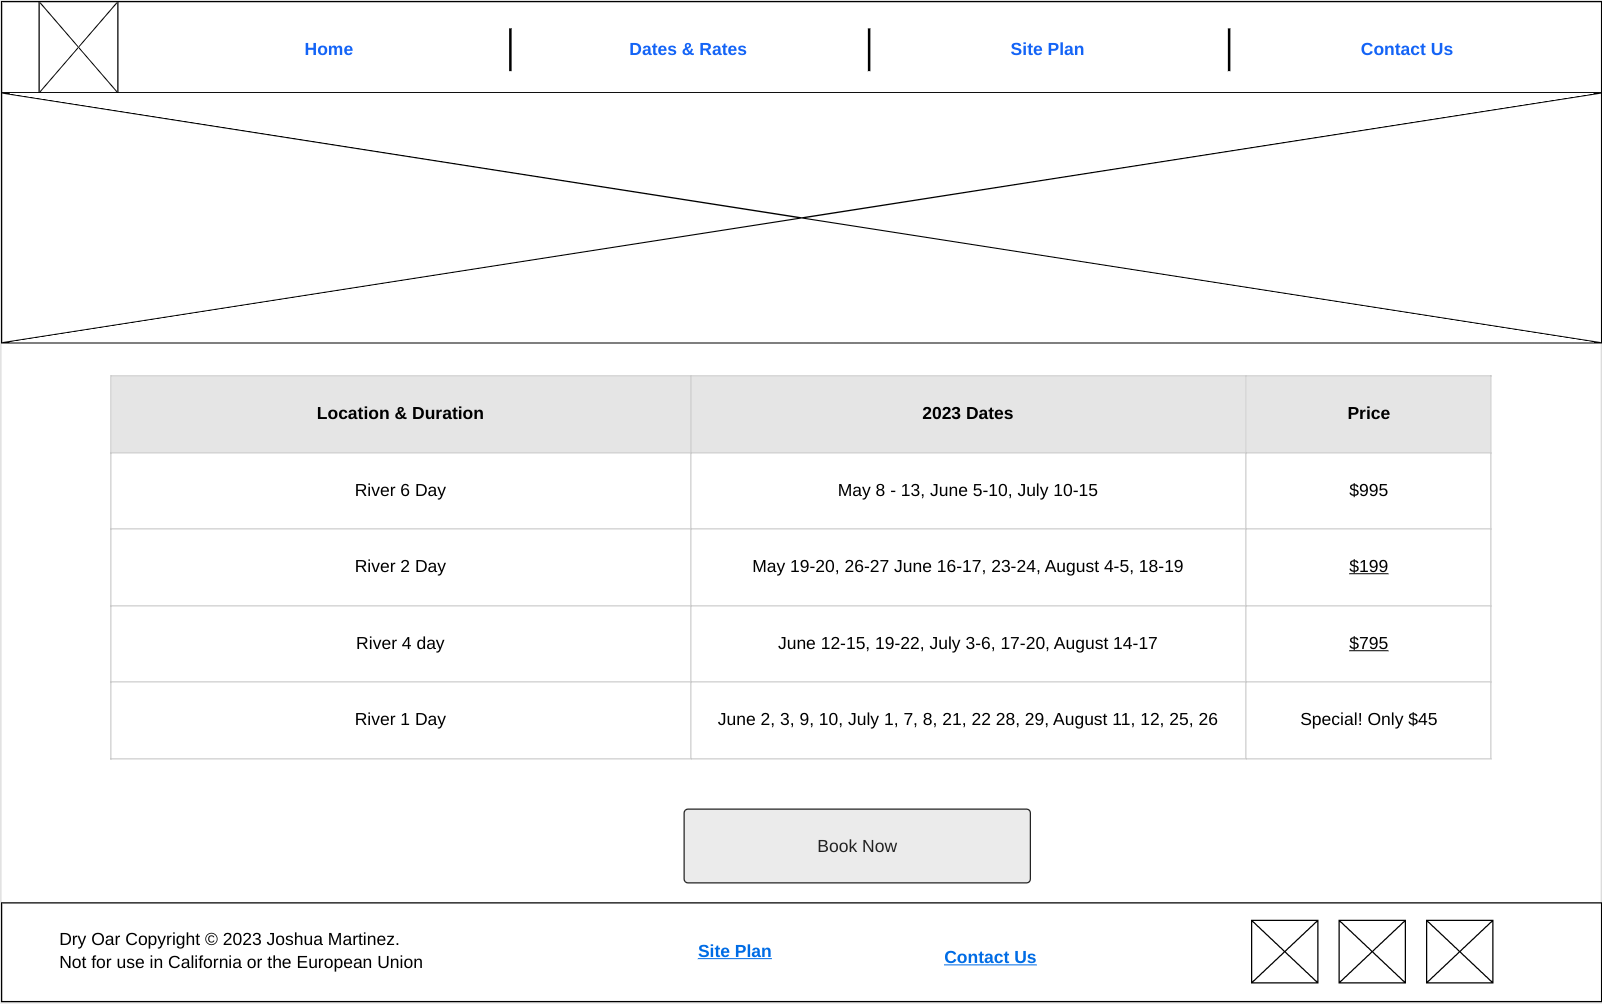 Home
Dates & Rates
Site Plan
Contact Us
Location & Duration
2023 Dates
Price
River 6 Day
May 8 - 13, June 5-10, July 10-15
$995
River 2 Day
May 19-20, 26-27 June 16-17, 23-24, August 4-5, 18-19
$199
River 4 day
June 12-15, 19-22, July 3-6, 17-20, August 14-17
$795
River 1 Day
June 2, 3, 9, 10, July 1, 7, 8, 21, 22 28, 29, August 11, 12, 25, 26
Special! Only $45
Book Now
Dry Oar Copyright © 2023 Joshua Martinez.
Not for use in California or the European Union
Site Plan
Contact Us